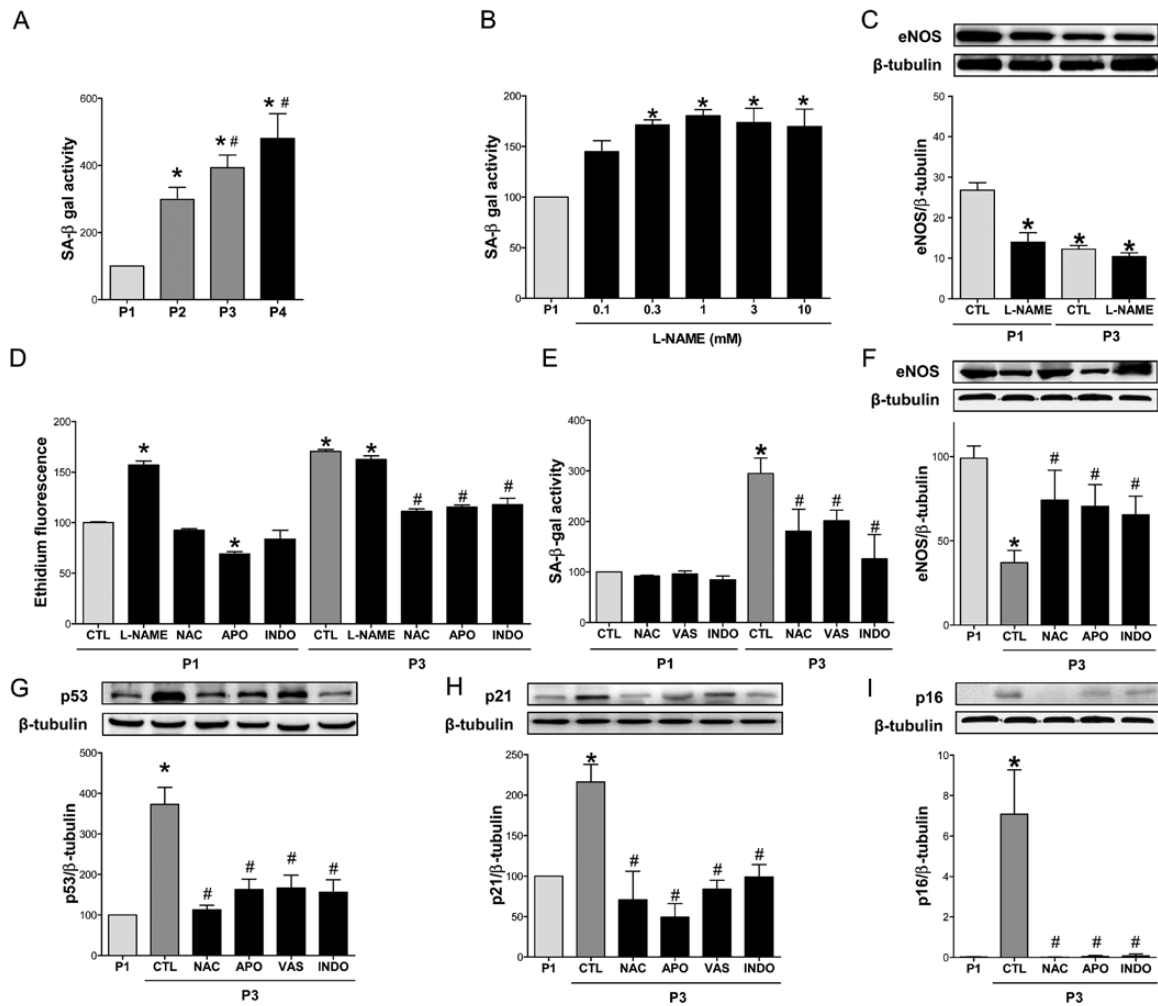 A
SA-β gal activity
600
400
200
0
*
* #
* #
P1 P2 P3 P4
B
SA-β gal activity
200
150
100
50
0
* * * *
P1 0.1 0.3 1 3 10
L-NAME (mM)
C
eNOS
β-tubulin
eNOS/β-tubulin
50
40
30
20
10
0
* * *
CTL L-NAME CTL L-NAME
P1 P3
D
Ethidium fluorescence
200
150
100
50
0
* * * * # # #
CTL L-NAME NAC APO INDO CTL L-NAME NAC APO INDO
P1 P3
E
SA-β-gal activity
400
300
200
100
0
* # # #
CTL NAC VAS INDO CTL NAC VAS INDO
P1 P3
F
eNOS
β-tubulin
eNOS/β-tubulin
100
50
0
* # # #
P1 CTL NAC APO INDO
P3
G
p53
β-tubulin
p53/β-tubulin
500
400
300
200
100
0
* # # # #
P1 CTL NAC APO VAS INDO
P3
H
p21
β-tubulin
p21/β-tubulin
250
200
150
100
50
0
* # # # #
P1 CTL NAC APO VAS INDO
P3
I
p16
β-tubulin
p16/β-tubulin
10
8
6
4
2
0
* # # #
P1 CTL NAC APO INDO
P3